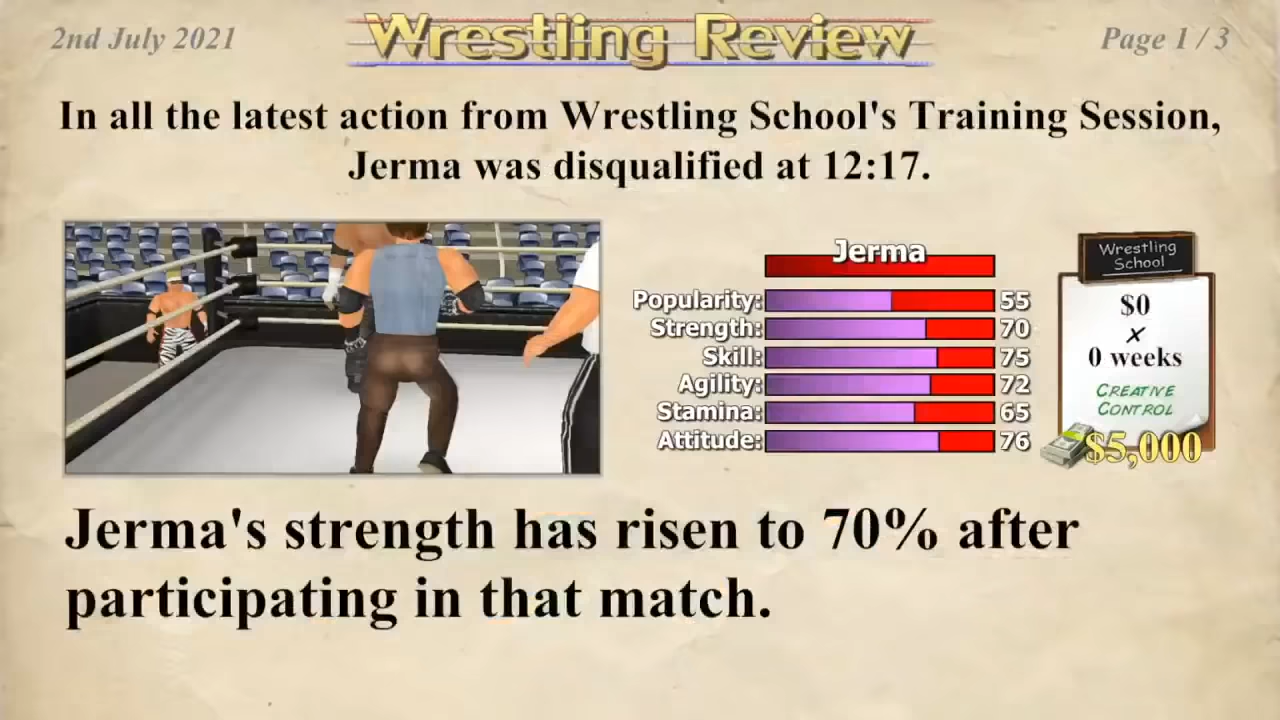 2nd July 2021
Wrestling Review
Page 1 / 3
In all the latest action from Wrestling School's Training Session,
Jerma was disqualified at 12:17.
Jerma
Popularity: 55
Strength: 70
Skill: 75
Agility: 72
Stamina: 65
Attitude: 76
Wrestling
School
$0
x
0 weeks
CREATIVE
CONTROL
$5,000
Jerma's strength has risen to 70% after
participating in that match.